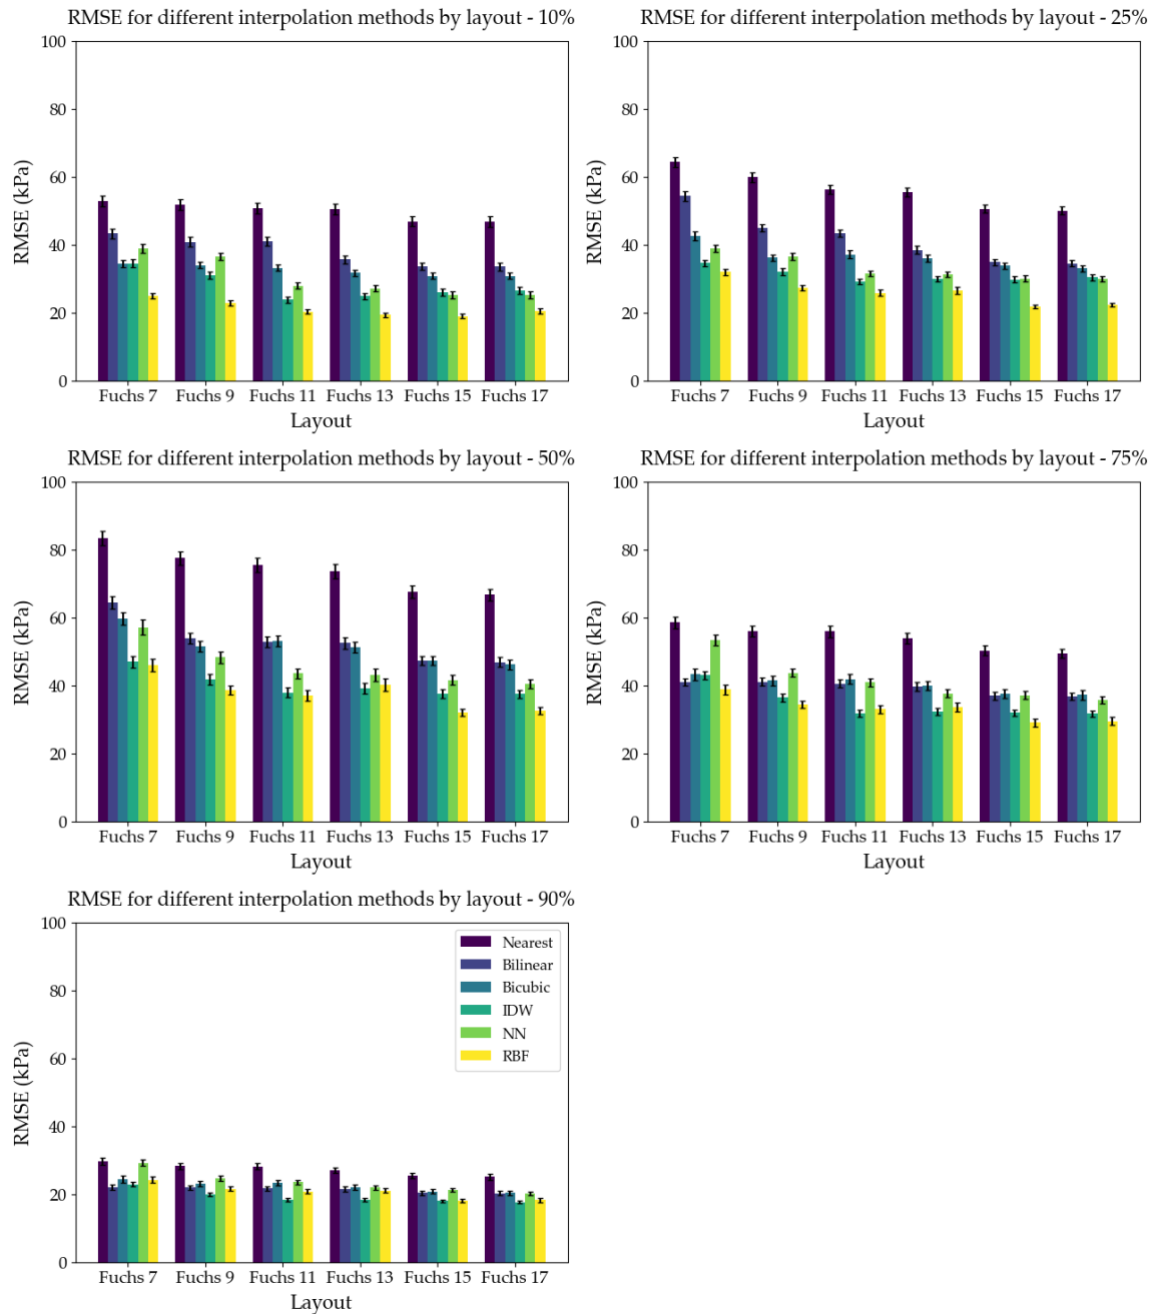 RMSE for different interpolation methods by layout - 10%
100
80
60
40
20
0
RMSE (kPa)
Fuchs 7 Fuchs 9 Fuchs 11 Fuchs 13 Fuchs 15 Fuchs 17
Layout
RMSE for different interpolation methods by layout - 25%
100
80
60
40
20
0
RMSE (kPa)
Fuchs 7 Fuchs 9 Fuchs 11 Fuchs 13 Fuchs 15 Fuchs 17
Layout
RMSE for different interpolation methods by layout - 50%
100
80
60
40
20
0
RMSE (kPa)
Fuchs 7 Fuchs 9 Fuchs 11 Fuchs 13 Fuchs 15 Fuchs 17
Layout
RMSE for different interpolation methods by layout - 75%
100
80
60
40
20
0
RMSE (kPa)
Fuchs 7 Fuchs 9 Fuchs 11 Fuchs 13 Fuchs 15 Fuchs 17
Layout
RMSE for different interpolation methods by layout - 90%
100
80
60
40
20
0
RMSE (kPa)
Nearest
Bilinear
Bicubic
IDW
NN
RBF
Fuchs 7 Fuchs 9 Fuchs 11 Fuchs 13 Fuchs 15 Fuchs 17
Layout